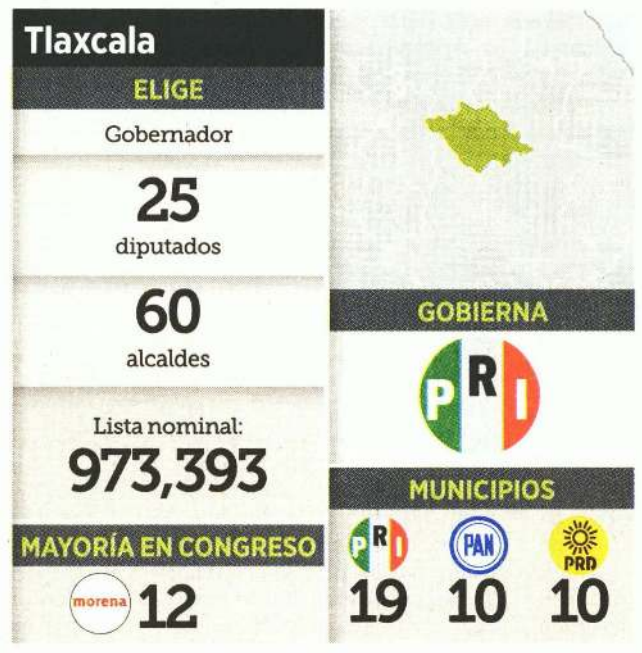 Tlaxcala
ELIGE
Gobernador
25
diputados
60
alcaldes
Lista nominal:
973,393
MAYORÍA EN CONGRESO
morena 12
GOBIERNA
PRI
MUNICIPIOS
PRI PAN PRD
19 10 10